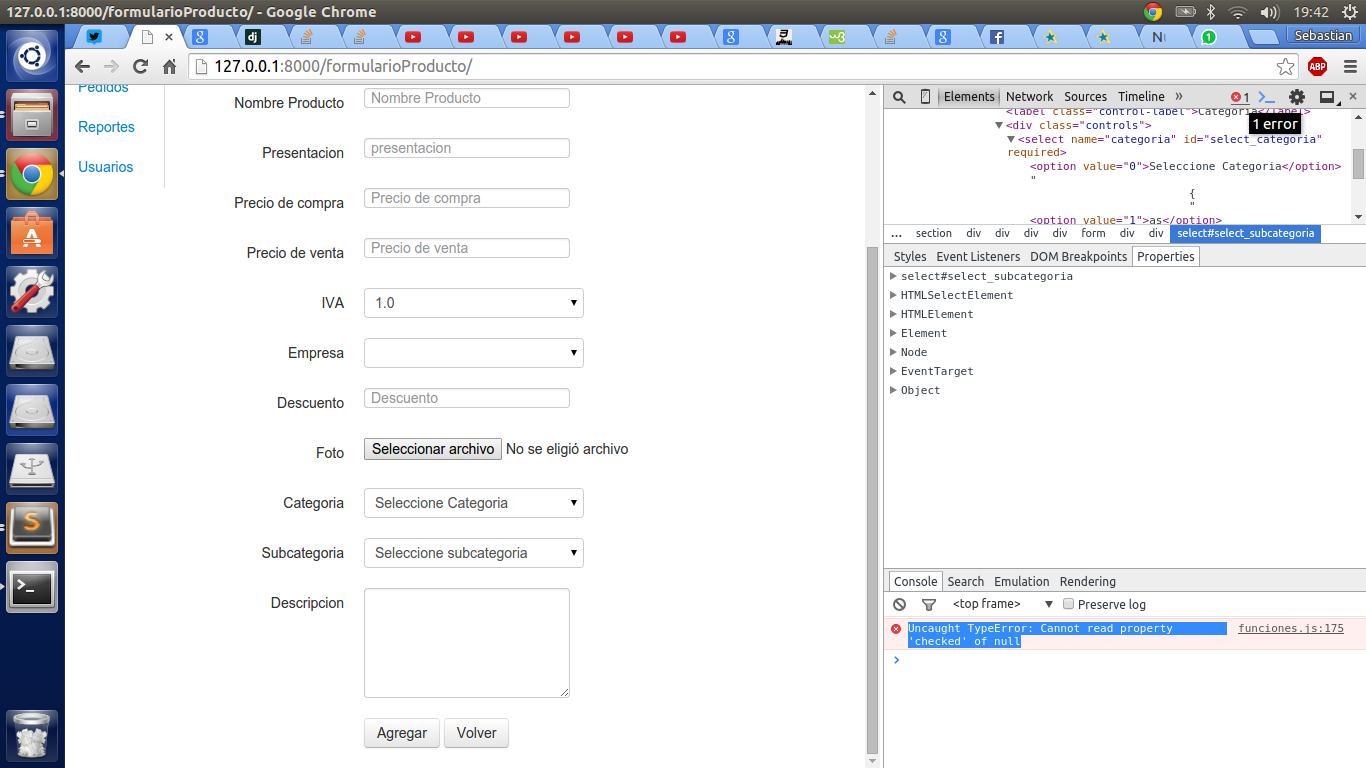 127.0.0.1:8000/formularioProducto/ - Google Chrome
19:42
Sebastian
127.0.0.1:8000/formularioProducto/
ABP
Pedidos
Reportes
Usuarios
Nombre Producto
Nombre Producto
Presentacion
presentacion
Precio de compra
Precio de compra
Precio de venta
Precio de venta
IVA
1.0
Empresa
Descuento
Descuento
Foto
Seleccionar archivo No se eligió archivo
Categoria
Seleccione Categoria
Subcategoria
Seleccione subcategoria
Descripcion
Agregar
Volver
Elements Network Sources Timeline » 1
1 error
<label class="control-label">Categoria</label>
<div class="controls">
<select name="categoria" id="select_categoria"
required>
<option value="0">Seleccione Categoria</option>
"
{
"
<option value="1">as</option>
... section div div div div form div div select#select_subcategoria
Styles Event Listeners DOM Breakpoints Properties
select#select_subcategoria
HTMLSelectElement
HTMLElement
Element
Node
EventTarget
Object
Console Search Emulation Rendering
<top frame> Preserve log
Uncaught TypeError: Cannot read property funciones.js:175
'checked' of null